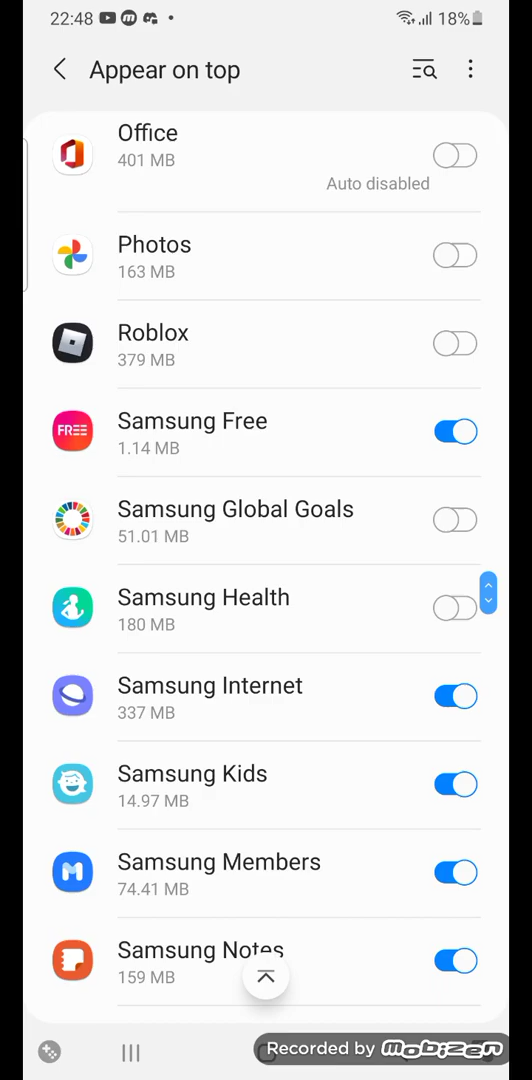 22:48 18%
Appear on top
Office
401 MB
Auto disabled
Photos
163 MB
Roblox
379 MB
FREE
Samsung Free
1.14 MB
Samsung Global Goals
51.01 MB
Samsung Health
180 MB
Samsung Internet
337 MB
Samsung Kids
14.97 MB
Samsung Members
74.41 MB
Samsung Notes
159 MB
Recorded by mobizen